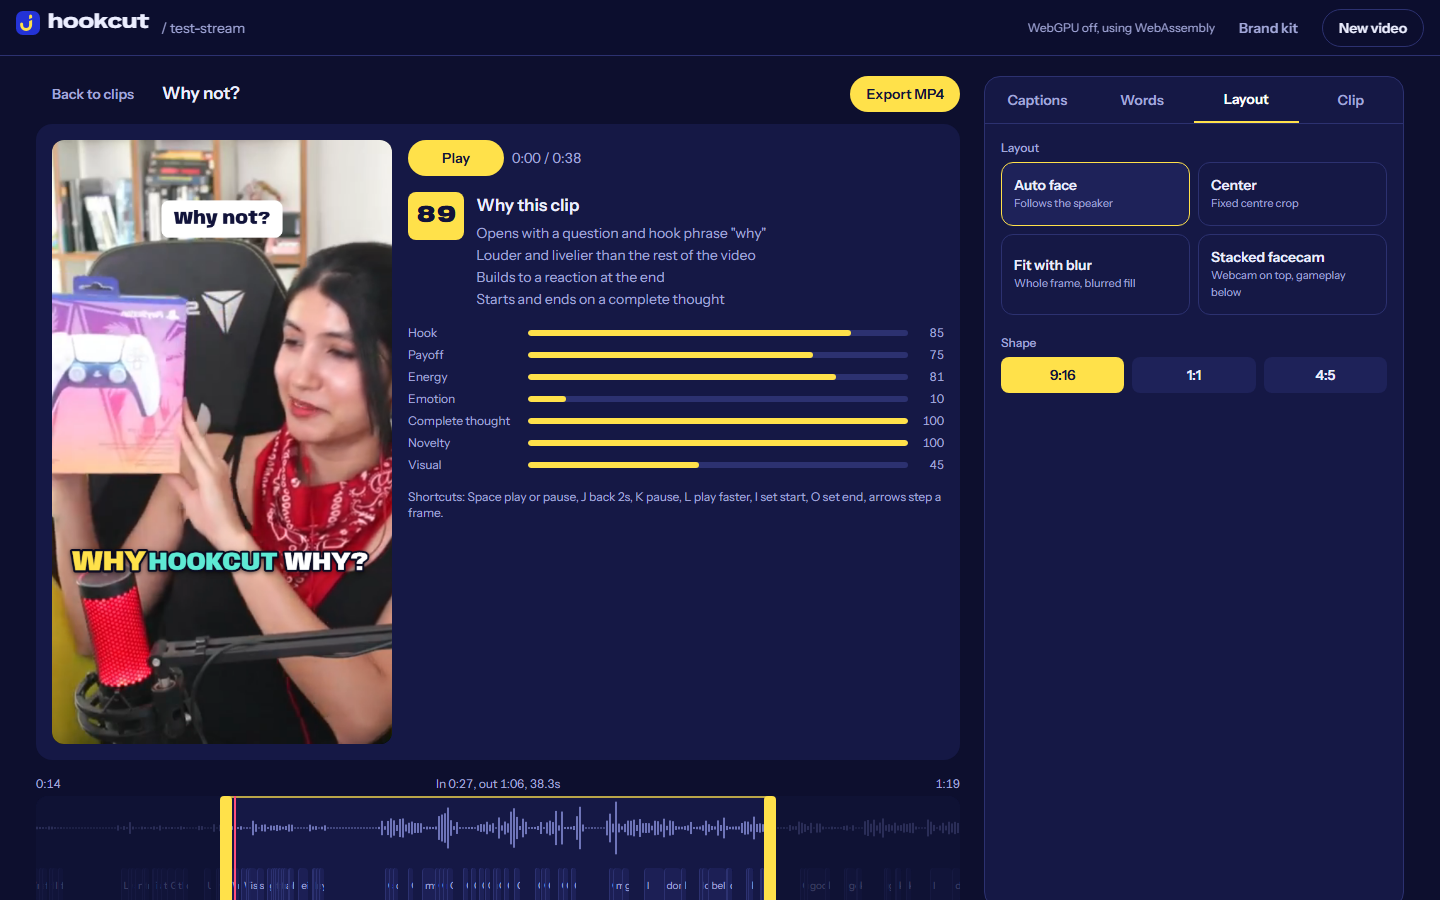 hookcut / test-stream
WebGPU off, using WebAssembly
Brand kit
New video
Back to clips
Why not?
Export MP4
Captions
Words
Layout
Clip
Why not?
WHY HOOKCUT WHY?
Play
0:00 / 0:38
89
Why this clip
Opens with a question and hook phrase "why"
Louder and livelier than the rest of the video
Builds to a reaction at the end
Starts and ends on a complete thought
Hook 85
Payoff 75
Energy 81
Emotion 10
Complete thought 100
Novelty 100
Visual 45
Shortcuts: Space play or pause, J back 2s, K pause, L play faster, I set start, O set end, arrows step a
frame.
Layout
Auto face
Follows the speaker
Center
Fixed centre crop
Fit with blur
Whole frame, blurred fill
Stacked facecam
Webcam on top, gameplay
below
Shape
9:16
1:1
4:5
0:14
In 0:27, out 1:06, 38.3s
1:19